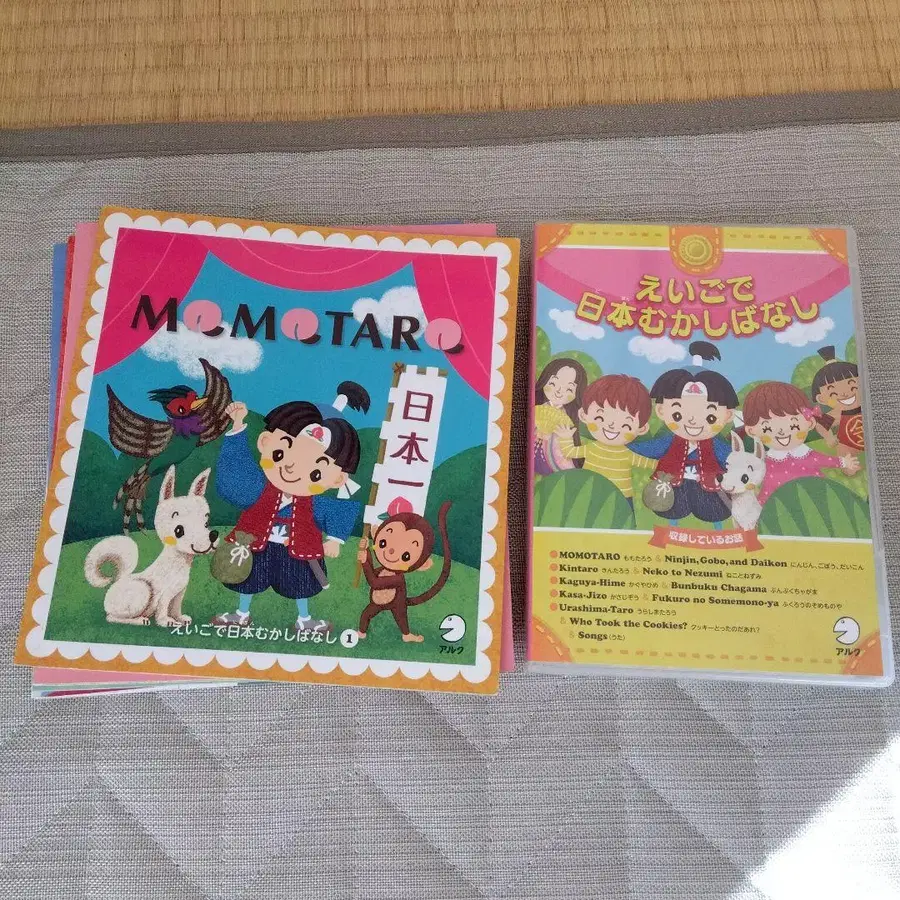 MOMOTARO
日本一
えいごで日本むかしばなし 1
アルク
えいごで
日本むかしばなし
にほん
収録しているお話
MOMOTARO ももたろう & Ninjin, Gobo, and Daikon にんじん、ごぼう、だいこん
Kintaro きんたろう & Neko to Nezumi ねことねずみ
Kaguya-Hime かぐやひめ & Bunbuku Chagama ぶんぶくちゃがま
Kasa-Jizo かさじぞう & Fukuro no Somemono-ya ふくろうのそめものや
Urashima-Taro うらしまたろう
& Who Took the Cookies? クッキーとったのだあれ?
& Songs(うた)
アルク